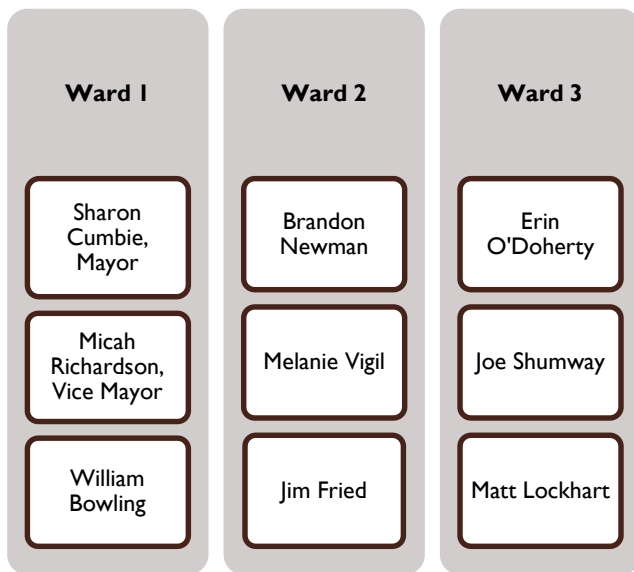 Ward 1
Sharon
Cumbie,
Mayor
Micah
Richardson,
Vice Mayor
William
Bowling
Ward 2
Brandon
Newman
Melanie Vigil
Jim Fried
Ward 3
Erin
O'Doherty
Joe Shumway
Matt Lockhart